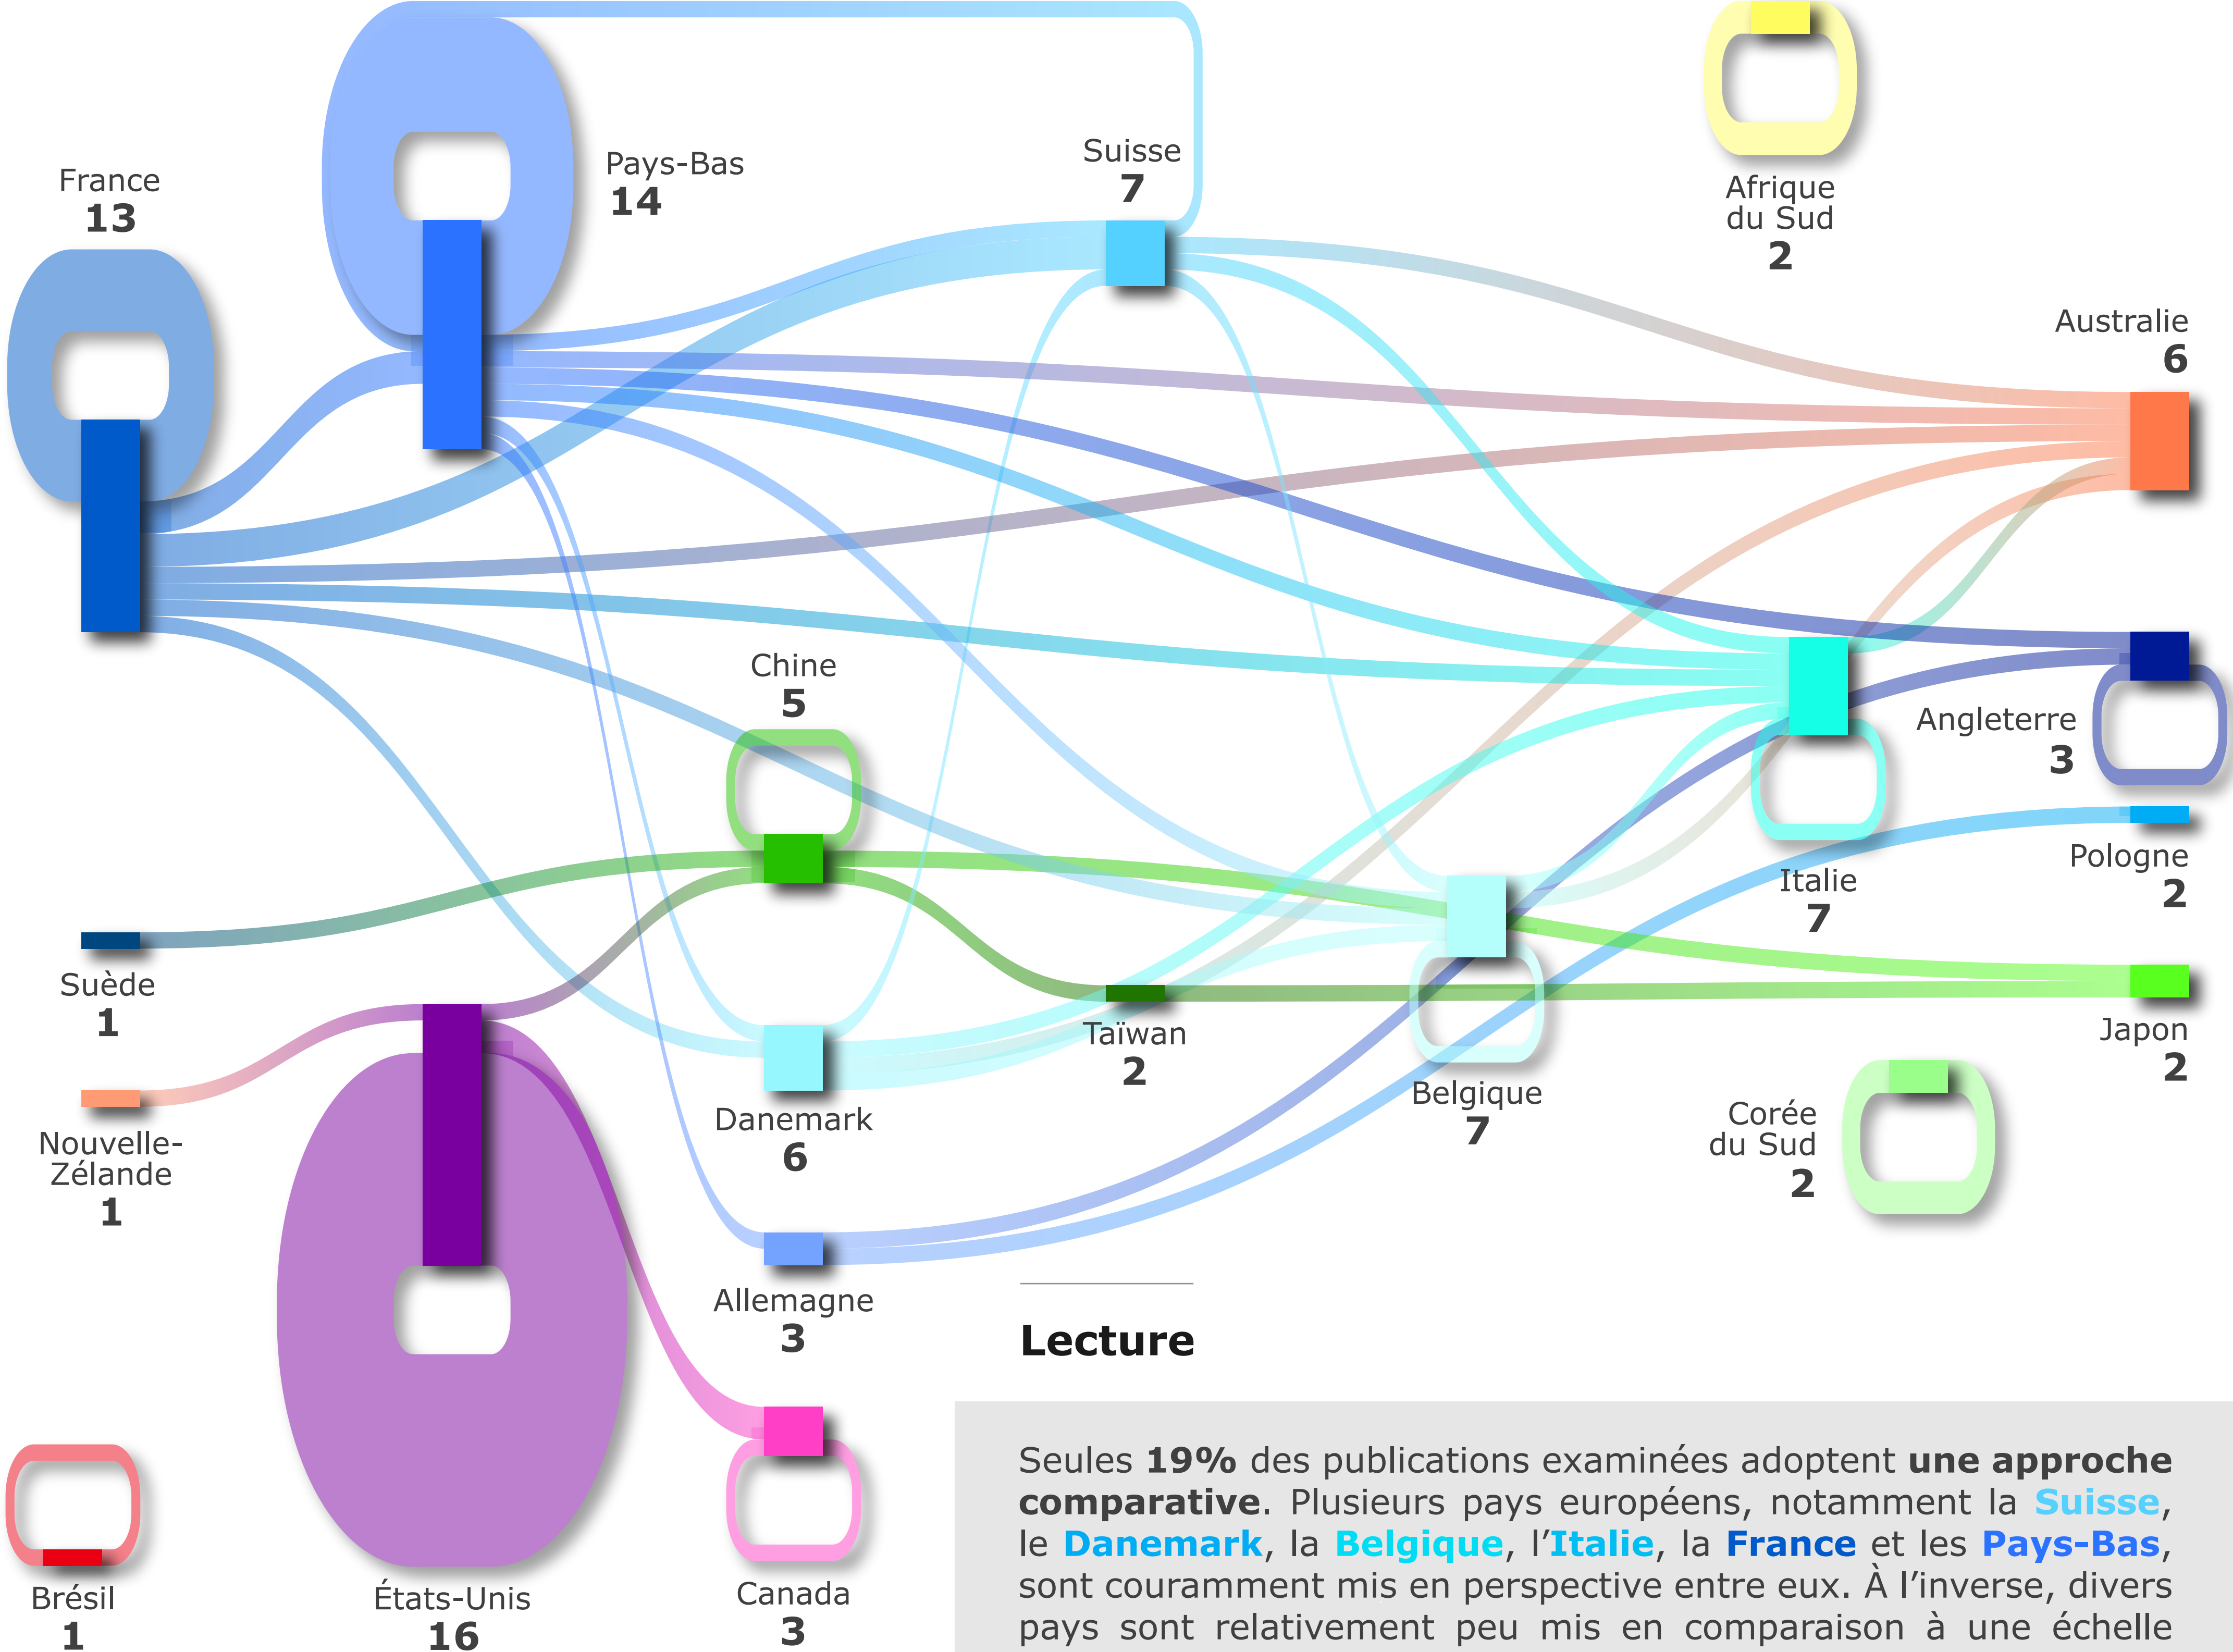 France
13
Pays-Bas
14
Suisse
7
Afrique
du Sud
2
Australie
6
Chine
5
Angleterre
3
Pologne
2
Italie
7
Suède
1
Taïwan
2
Japon
2
Nouvelle-
Zélande
1
Danemark
6
Belgique
7
Corée
du Sud
2
Allemagne
3
Brésil
1
États-Unis
16
Canada
3
Lecture
Seules 19% des publications examinées adoptent une approche
comparative. Plusieurs pays européens, notamment la Suisse,
le Danemark, la Belgique, l’Italie, la France et les Pays-Bas,
sont couramment mis en perspective entre eux. À l’inverse, divers
pays sont relativement peu mis en comparaison à une échelle